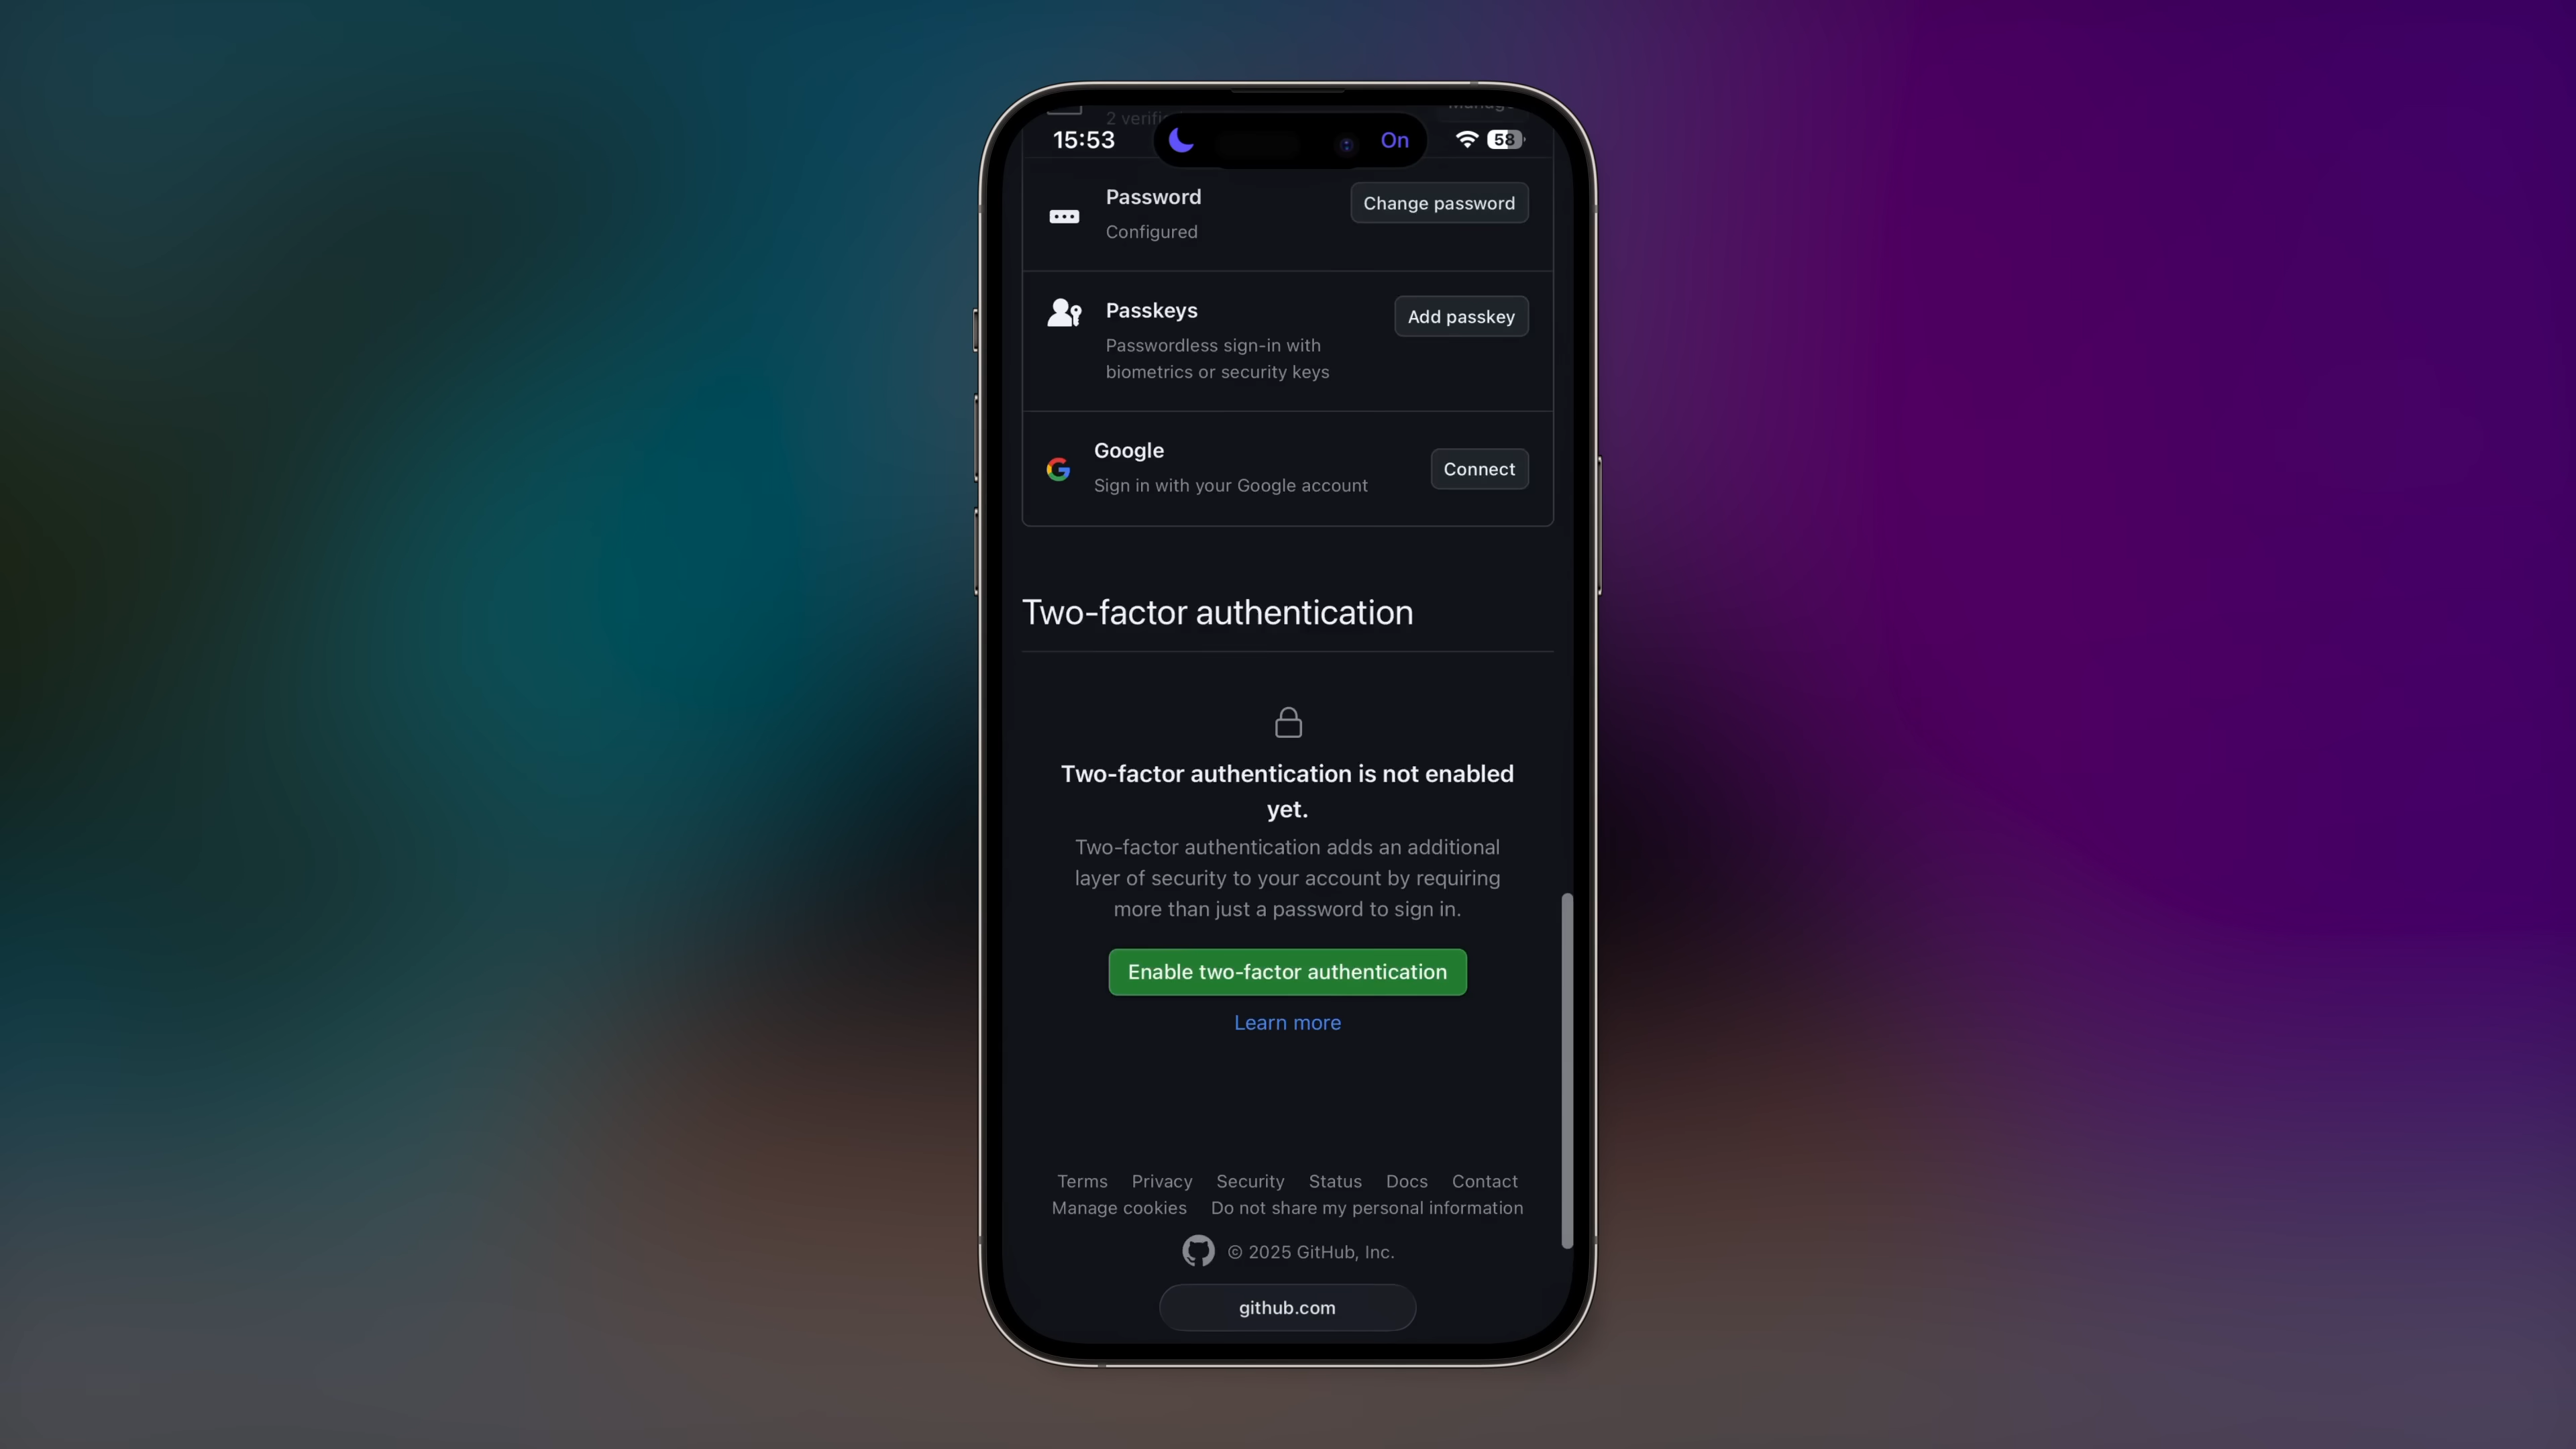 Manage
2 verifi
15:53
On
58
Password
Change password
Configured
Passkeys
Add passkey
Passwordless sign-in with
biometrics or security keys
Google
Connect
Sign in with your Google account
Two-factor authentication
Two-factor authentication is not enabled
yet.
Two-factor authentication adds an additional
layer of security to your account by requiring
more than just a password to sign in.
Enable two-factor authentication
Learn more
Terms Privacy Security Status Docs Contact
Manage cookies Do not share my personal information
© 2025 GitHub, Inc.
github.com